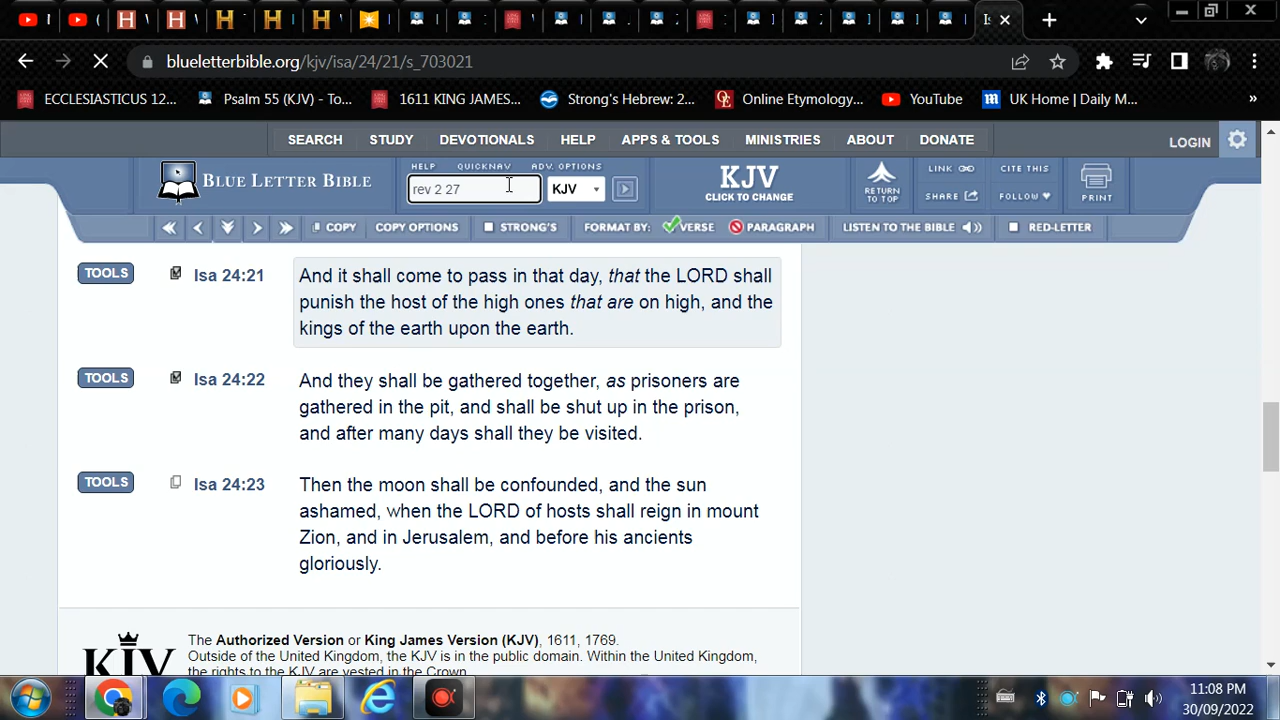 blueletterbible.org/kjv/isa/24/21/s_703021
ECCLESIASTICUS 12... Psalm 55 (KJV) - To... 1611 KING JAMES... Strong's Hebrew: 2... Online Etymology... YouTube UK Home | Daily M... »
SEARCH STUDY DEVOTIONALS HELP APPS & TOOLS MINISTRIES ABOUT DONATE LOGIN
HELP QUICKNAV ADV. OPTIONS
BLUE LETTER BIBLE
rev 2 27 KJV
KJV
CLICK TO CHANGE
RETURN
TO TOP
LINK CITE THIS
SHARE FOLLOW
PRINT
COPY COPY OPTIONS STRONG'S FORMAT BY: VERSE PARAGRAPH LISTEN TO THE BIBLE RED-LETTER
TOOLS Isa 24:21 And it shall come to pass in that day, that the LORD shall
punish the host of the high ones that are on high, and the
kings of the earth upon the earth.
TOOLS Isa 24:22 And they shall be gathered together, as prisoners are
gathered in the pit, and shall be shut up in the prison,
and after many days shall they be visited.
TOOLS Isa 24:23 Then the moon shall be confounded, and the sun
ashamed, when the LORD of hosts shall reign in mount
Zion, and in Jerusalem, and before his ancients
gloriously.
KJV
The Authorized Version or King James Version (KJV), 1611, 1769.
Outside of the United Kingdom, the KJV is in the public domain. Within the United Kingdom,
the rights to the KJV are vested in the Crown.
11:08 PM
30/09/2022